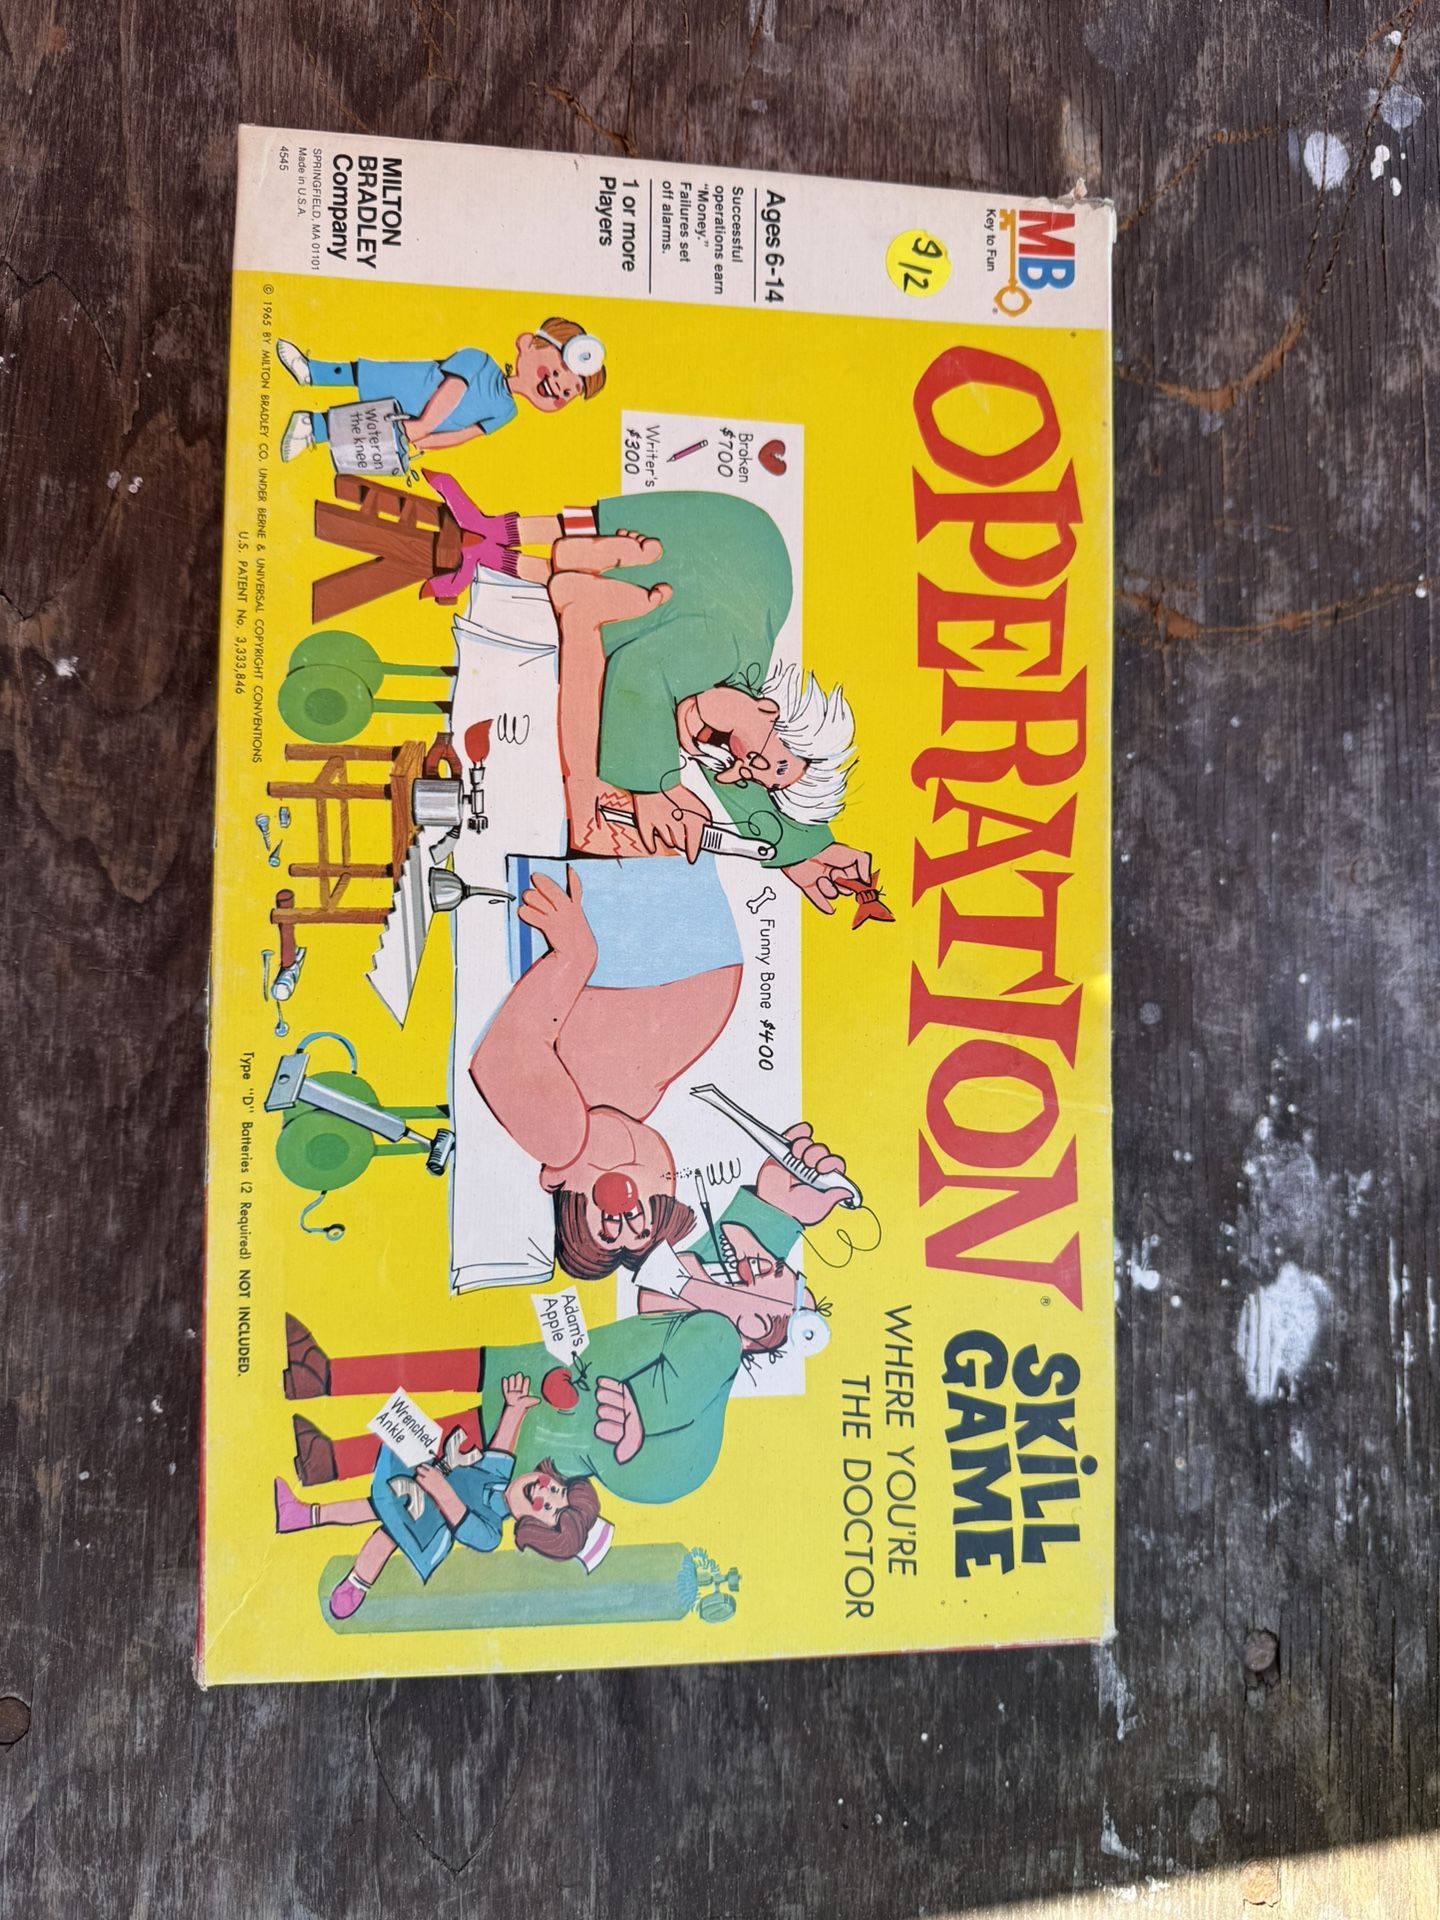 MB
Key to Fun
®
9/12
Ages 6-14
Successful
operations earn
"Money."
Failures set
off alarms.
1 or more
Players
MILTON
BRADLEY
Company
SPRINGFIELD, MA 01101
Made in U.S.A.
4545
OPERATION®
SKILL
GAME
WHERE YOU'RE
THE DOCTOR
Broken
$700
Writer's
$300
Funny Bone $400
Water on
the knee
Adam's
Apple
Wrenched
Ankle
© 1965 BY MILTON BRADLEY CO. UNDER BERNE & UNIVERSAL COPYRIGHT CONVENTIONS
U.S. PATENT No. 3,333,846
Type "D" Batteries (2 Required) NOT INCLUDED.